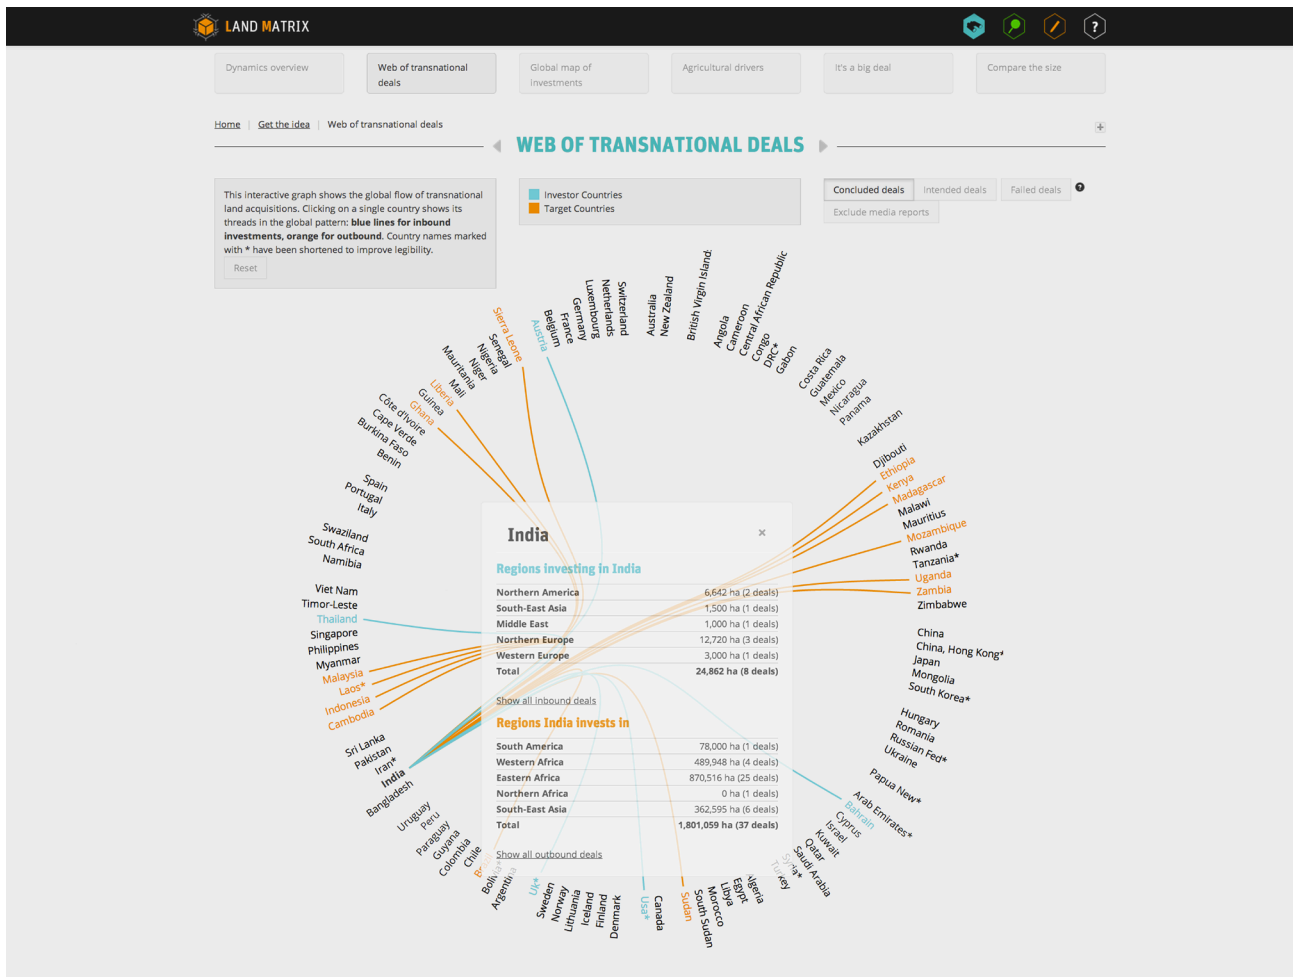 LAND MATRIX
?
Dynamics overview
Web of transnational
deals
Global map of
investments
Agricultural drivers
It's a big deal
Compare the size
Home | Get the idea | Web of transnational deals
+
WEB OF TRANSNATIONAL DEALS
This interactive graph shows the global flow of transnational
land acquisitions. Clicking on a single country shows its
threads in the global pattern: blue lines for inbound
investments, orange for outbound. Country names marked
with * have been shortened to improve legibility.
Reset
Investor Countries
Target Countries
Concluded deals
Intended deals
Failed deals
?
Exclude media reports
Sierra Leone
Austria
Belgium
France
Germany
Luxembourg
Netherlands
Switzerland
Australia
New Zealand
British Virgin Island:
Angola
Cameroon
Central African Republic
Congo
DRC*
Gabon
Costa Rica
Guatemala
Mexico
Nicaragua
Panama
Kazakhstan
Djibouti
Ethiopia
Kenya
Madagascar
Malawi
Mauritius
Mozambique
Rwanda
Tanzania*
Uganda
Zambia
Zimbabwe
China
China, Hong Kong*
Japan
Mongolia
South Korea*
Hungary
Romania
Russian Fed*
Ukraine
Papua New*
Arab Emirates*
Bahrain
Cyprus
Israel
Kuwait
Qatar
Saudi Arabia
Syria*
Turkey
Algeria
Egypt
Libya
Morocco
South Sudan
Sudan
Canada
Usa*
Denmark
Finland
Iceland
Lithuania
Norway
Sweden
Uk*
Argentina
Bolivia*
Chile
Colombia
Guyana
Paraguay
Peru
Uruguay
Bangladesh
India
Iran*
Pakistan
Sri Lanka
Cambodia
Indonesia
Laos*
Malaysia
Myanmar
Philippines
Singapore
Thailand
Timor-Leste
Viet Nam
Namibia
South Africa
Swaziland
Italy
Portugal
Spain
Benin
Burkina Faso
Cape Verde
Côte d'Ivoire
Ghana
Guinea
Liberia
Mali
Mauritania
Niger
Nigeria
Senegal
India
×
Regions investing in India
Northern America 6,642 ha (2 deals)
South-East Asia 1,500 ha (1 deals)
Middle East 1,000 ha (1 deals)
Northern Europe 12,720 ha (3 deals)
Western Europe 3,000 ha (1 deals)
Total 24,862 ha (8 deals)
Show all inbound deals
Regions India invests in
South America 78,000 ha (1 deals)
Western Africa 489,948 ha (4 deals)
Eastern Africa 870,516 ha (25 deals)
Northern Africa 0 ha (1 deals)
South-East Asia 362,595 ha (6 deals)
Total 1,801,059 ha (37 deals)
Show all outbound deals